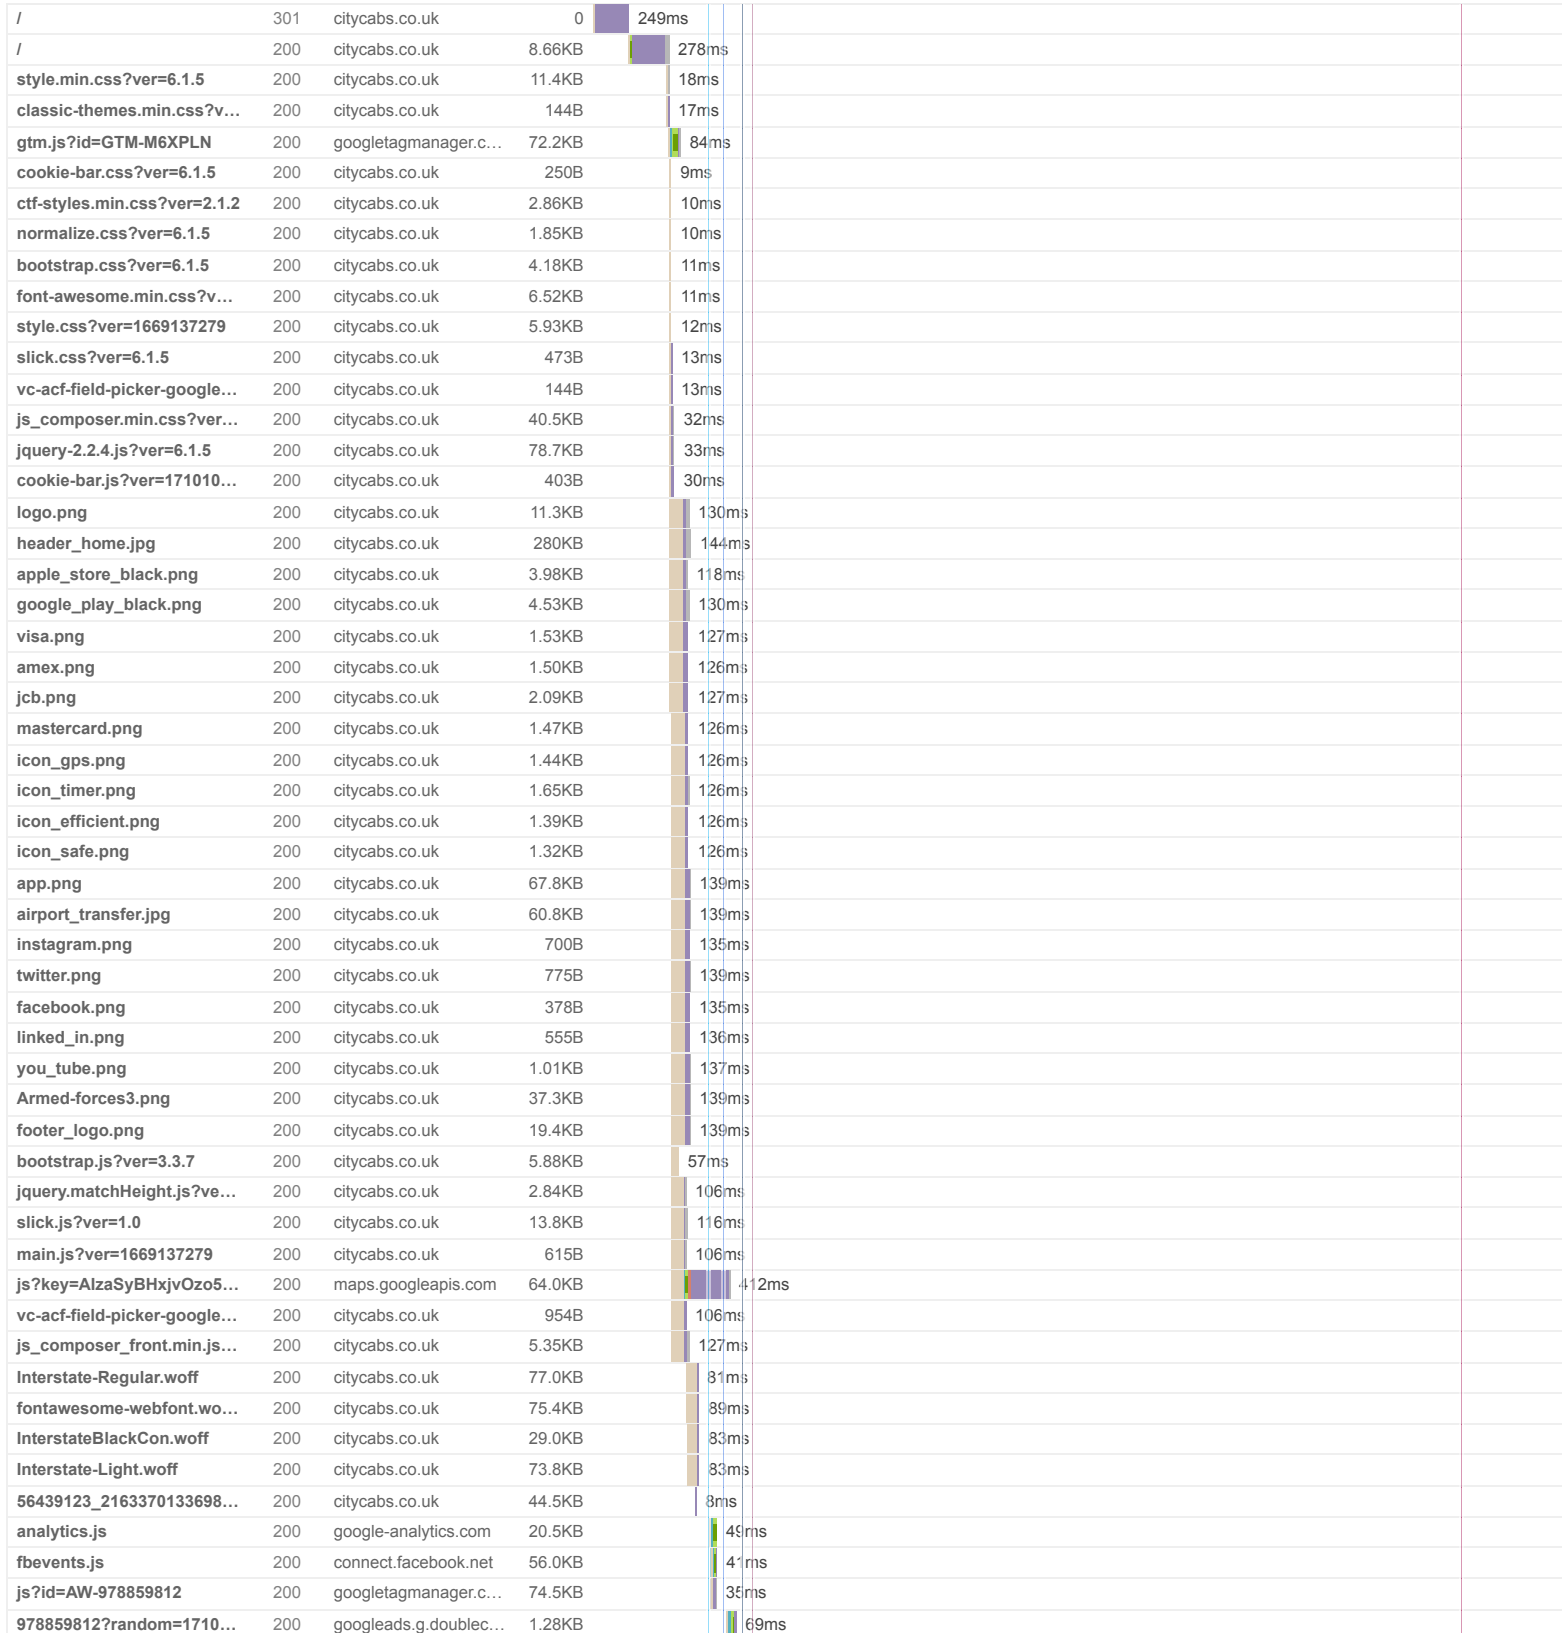 / 301 citycabs.co.uk 0 249ms
/ 200 citycabs.co.uk 8.66KB 278ms
style.min.css?ver=6.1.5 200 citycabs.co.uk 11.4KB 18ms
classic-themes.min.css?v… 200 citycabs.co.uk 144B 17ms
gtm.js?id=GTM-M6XPLN 200 googletagmanager.c… 72.2KB 84ms
cookie-bar.css?ver=6.1.5 200 citycabs.co.uk 250B 9ms
ctf-styles.min.css?ver=2.1.2 200 citycabs.co.uk 2.86KB 10ms
normalize.css?ver=6.1.5 200 citycabs.co.uk 1.85KB 10ms
bootstrap.css?ver=6.1.5 200 citycabs.co.uk 4.18KB 11ms
font-awesome.min.css?v… 200 citycabs.co.uk 6.52KB 11ms
style.css?ver=1669137279 200 citycabs.co.uk 5.93KB 12ms
slick.css?ver=6.1.5 200 citycabs.co.uk 473B 13ms
vc-acf-field-picker-google… 200 citycabs.co.uk 144B 13ms
js_composer.min.css?ver… 200 citycabs.co.uk 40.5KB 32ms
jquery-2.2.4.js?ver=6.1.5 200 citycabs.co.uk 78.7KB 33ms
cookie-bar.js?ver=171010… 200 citycabs.co.uk 403B 30ms
logo.png 200 citycabs.co.uk 11.3KB 130ms
header_home.jpg 200 citycabs.co.uk 280KB 144ms
apple_store_black.png 200 citycabs.co.uk 3.98KB 118ms
google_play_black.png 200 citycabs.co.uk 4.53KB 130ms
visa.png 200 citycabs.co.uk 1.53KB 127ms
amex.png 200 citycabs.co.uk 1.50KB 126ms
jcb.png 200 citycabs.co.uk 2.09KB 127ms
mastercard.png 200 citycabs.co.uk 1.47KB 126ms
icon_gps.png 200 citycabs.co.uk 1.44KB 126ms
icon_timer.png 200 citycabs.co.uk 1.65KB 126ms
icon_efficient.png 200 citycabs.co.uk 1.39KB 126ms
icon_safe.png 200 citycabs.co.uk 1.32KB 126ms
app.png 200 citycabs.co.uk 67.8KB 139ms
airport_transfer.jpg 200 citycabs.co.uk 60.8KB 139ms
instagram.png 200 citycabs.co.uk 700B 135ms
twitter.png 200 citycabs.co.uk 775B 139ms
facebook.png 200 citycabs.co.uk 378B 135ms
linked_in.png 200 citycabs.co.uk 555B 136ms
you_tube.png 200 citycabs.co.uk 1.01KB 137ms
Armed-forces3.png 200 citycabs.co.uk 37.3KB 139ms
footer_logo.png 200 citycabs.co.uk 19.4KB 139ms
bootstrap.js?ver=3.3.7 200 citycabs.co.uk 5.88KB 57ms
jquery.matchHeight.js?ve… 200 citycabs.co.uk 2.84KB 106ms
slick.js?ver=1.0 200 citycabs.co.uk 13.8KB 116ms
main.js?ver=1669137279 200 citycabs.co.uk 615B 106ms
js?key=AIzaSyBHxjvOzo5… 200 maps.googleapis.com 64.0KB 412ms
vc-acf-field-picker-google… 200 citycabs.co.uk 954B 106ms
js_composer_front.min.js… 200 citycabs.co.uk 5.35KB 127ms
Interstate-Regular.woff 200 citycabs.co.uk 77.0KB 81ms
fontawesome-webfont.wo… 200 citycabs.co.uk 75.4KB 89ms
InterstateBlackCon.woff 200 citycabs.co.uk 29.0KB 83ms
Interstate-Light.woff 200 citycabs.co.uk 73.8KB 83ms
56439123_2163370133698… 200 citycabs.co.uk 44.5KB 8ms
analytics.js 200 google-analytics.com 20.5KB 49ms
fbevents.js 200 connect.facebook.net 56.0KB 41ms
js?id=AW-978859812 200 googletagmanager.c… 74.5KB 35ms
978859812?random=1710… 200 googleads.g.doublec… 1.28KB 69ms